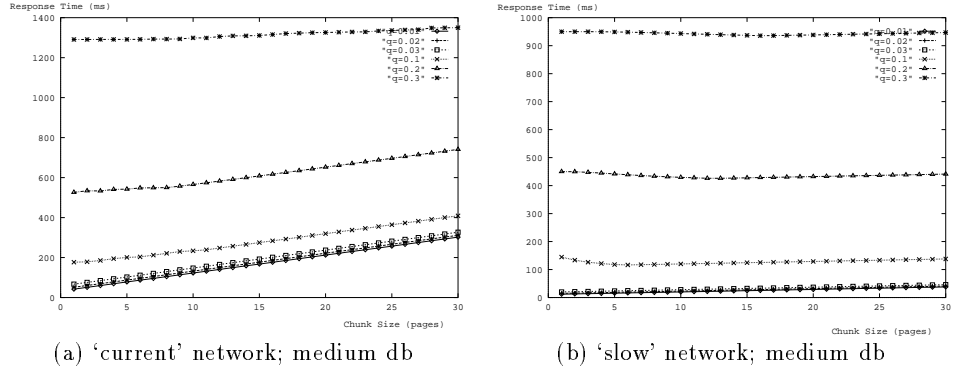 Response Time (ms)
1400
1200
1000
800
600
400
200
0
0
5
10
15
20
25
30
Chunk Size (pages)
"q=0.02"
"q=0.03"
"q=0.1"
"q=0.2"
"q=0.3"
(a) ‘current’ network; medium db
Response Time (ms)
1000
900
800
700
600
500
400
300
200
100
0
0
5
10
15
20
25
30
Chunk Size (pages)
"q=0.02"
"q=0.03"
"q=0.1"
"q=0.2"
"q=0.3"
(b) ‘slow’ network; medium db